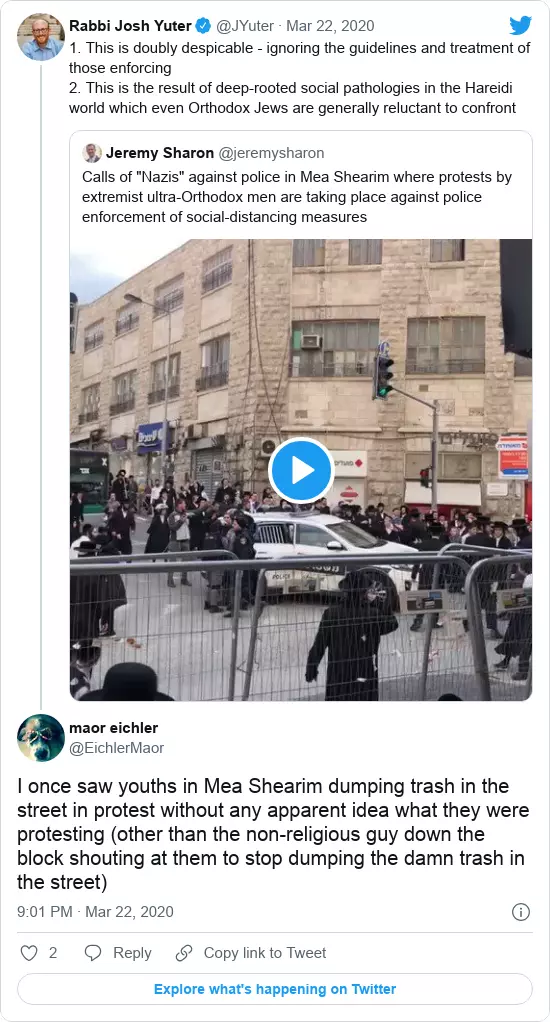 Rabbi Josh Yuter @JYuter · Mar 22, 2020
1. This is doubly despicable - ignoring the guidelines and treatment of
those enforcing
2. This is the result of deep-rooted social pathologies in the Hareidi
world which even Orthodox Jews are generally reluctant to confront
Jeremy Sharon @jeremysharon
Calls of "Nazis" against police in Mea Shearim where protests by
extremist ultra-Orthodox men are taking place against police
enforcement of social-distancing measures
POLICE
maor eichler
@EichlerMaor
I once saw youths in Mea Shearim dumping trash in the
street in protest without any apparent idea what they were
protesting (other than the non-religious guy down the
block shouting at them to stop dumping the damn trash in
the street)
9:01 PM · Mar 22, 2020
2 Reply Copy link to Tweet
Explore what's happening on Twitter